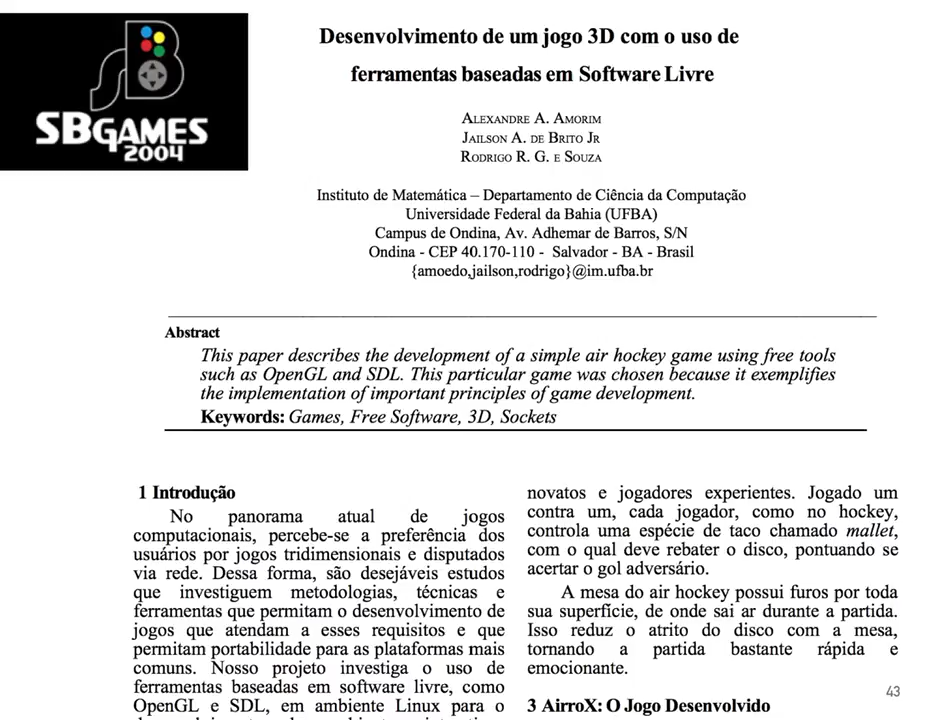 SBGAMES
2004
Desenvolvimento de um jogo 3D com o uso de
ferramentas baseadas em Software Livre
ALEXANDRE A. AMORIM
JAILSON A. DE BRITO JR
RODRIGO R. G. E SOUZA
Instituto de Matemática – Departamento de Ciência da Computação
Universidade Federal da Bahia (UFBA)
Campus de Ondina, Av. Adhemar de Barros, S/N
Ondina - CEP 40.170-110 - Salvador - BA - Brasil
{amoedo,jailson,rodrigo}@im.ufba.br
Abstract
This paper describes the development of a simple air hockey game using free tools
such as OpenGL and SDL. This particular game was chosen because it exemplifies
the implementation of important principles of game development.
Keywords: Games, Free Software, 3D, Sockets
1 Introdução
No panorama atual de jogos
computacionais, percebe-se a preferência dos
usuários por jogos tridimensionais e disputados
via rede. Dessa forma, são desejáveis estudos
que investiguem metodologias, técnicas e
ferramentas que permitam o desenvolvimento de
jogos que atendam a esses requisitos e que
permitam portabilidade para as plataformas mais
comuns. Nosso projeto investiga o uso de
ferramentas baseadas em software livre, como
OpenGL e SDL, em ambiente Linux para o
novatos e jogadores experientes. Jogado um
contra um, cada jogador, como no hockey,
controla uma espécie de taco chamado mallet,
com o qual deve rebater o disco, pontuando se
acertar o gol adversário.
A mesa do air hockey possui furos por toda
sua superfície, de onde sai ar durante a partida.
Isso reduz o atrito do disco com a mesa,
tornando a partida bastante rápida e
emocionante.
3 AirroX: O Jogo Desenvolvido
43